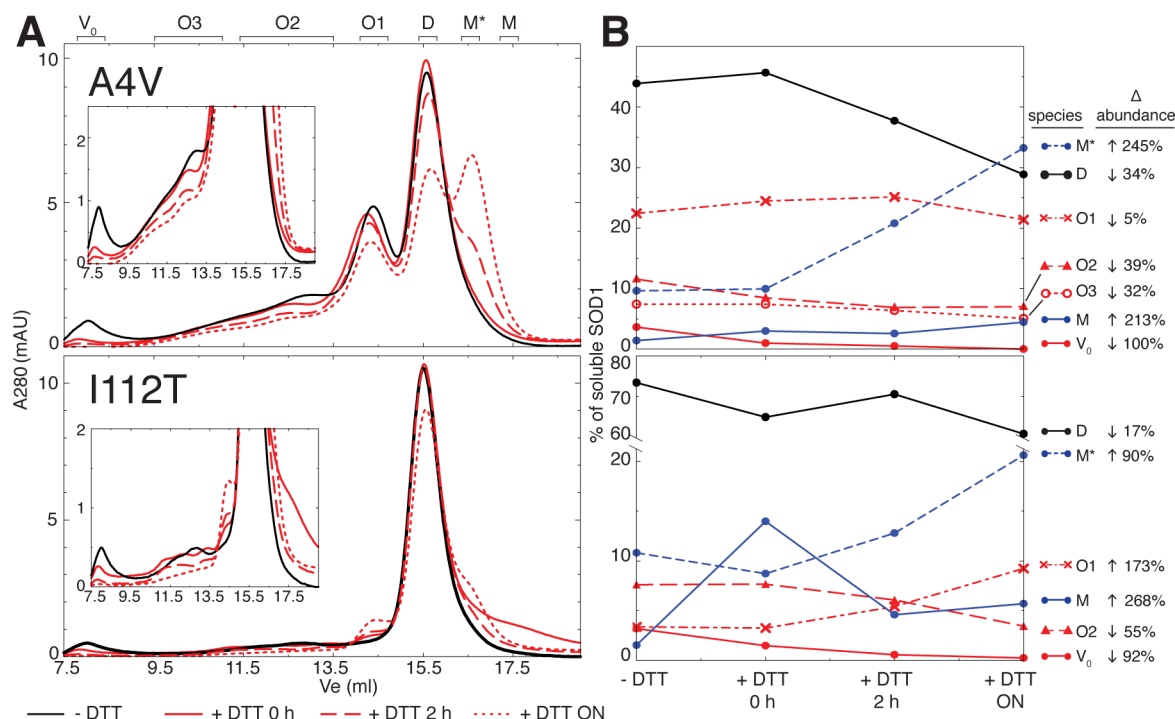 A
V0 O3 O2 O1 D M* M
10
A4V
2
1
0
7.5 9.5 11.5 13.5 15.5 17.5
5
0
10
I112T
2
1
0
7.5 9.5 11.5 13.5 15.5 17.5
5
0
7.5 9.5 11.5 13.5 15.5 17.5
A280 (mAU)
Ve (ml)
- DTT + DTT 0 h + DTT 2 h + DTT ON
B
40
30
20
10
0
80
70
60
20
10
0
% of soluble SOD1
- DTT + DTT 0 h + DTT 2 h + DTT ON
species Δ abundance
M* ↑ 245%
D ↓ 34%
O1 ↓ 5%
O2 ↓ 39%
O3 ↓ 32%
M ↑ 213%
V0 ↓ 100%
D ↓ 17%
M* ↑ 90%
O1 ↑ 173%
M ↑ 268%
O2 ↓ 55%
V0 ↓ 92%